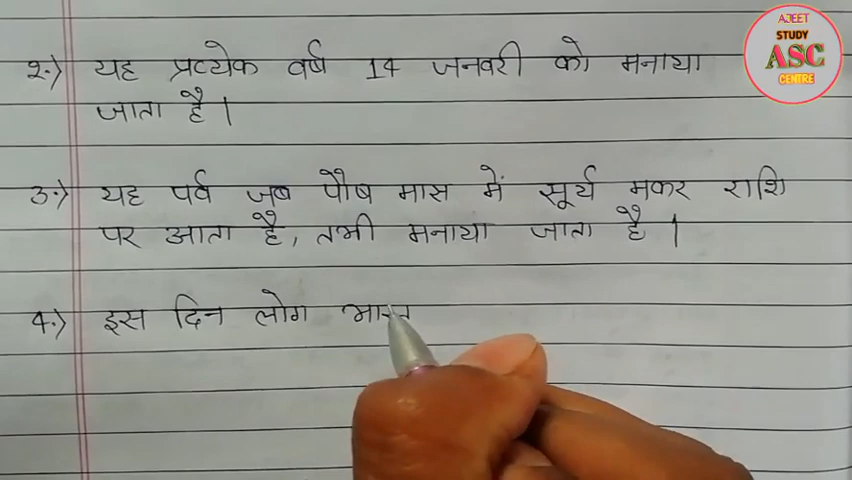 AJEET
STUDY
ASC
CENTRE
२.) यह प्रत्येक वर्ष 14 जनवरी को मनाया
जाता है।
3.) यह पर्व जब पौष मास में सूर्य मकर राशि
पर आता है, तभी मनाया जाता है।
4.) इस दिन लोग